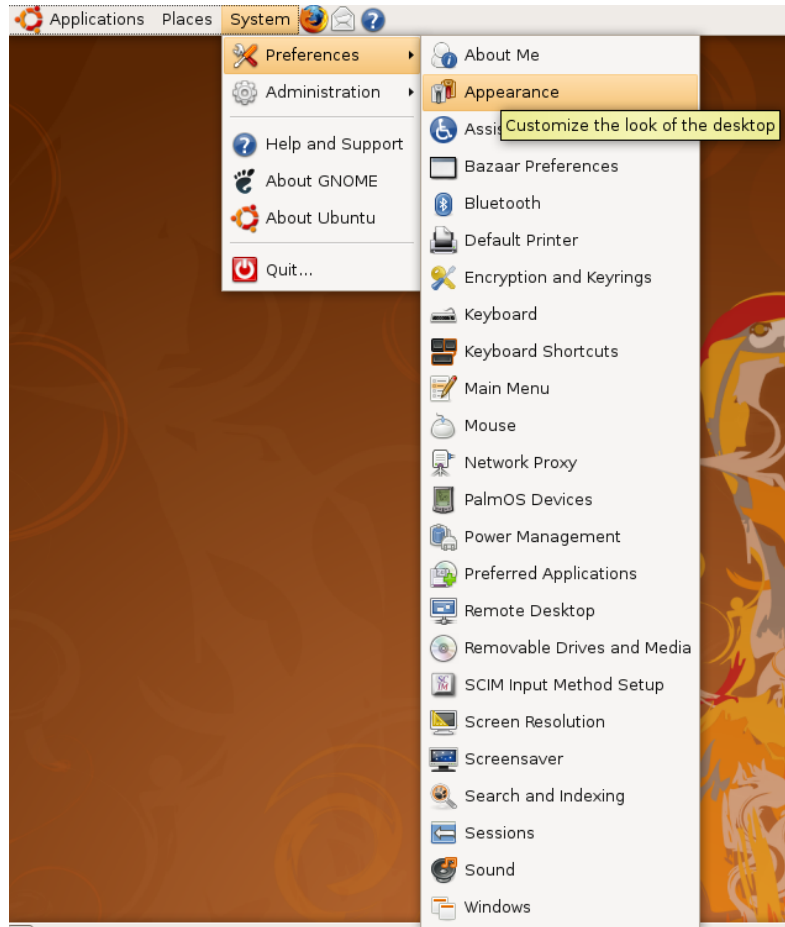 Applications Places System
Preferences
Administration
Help and Support
About GNOME
About Ubuntu
Quit...
About Me
Appearance
Customize the look of the desktop
Bazaar Preferences
Bluetooth
Default Printer
Encryption and Keyrings
Keyboard
Keyboard Shortcuts
Main Menu
Mouse
Network Proxy
PalmOS Devices
Power Management
Preferred Applications
Remote Desktop
Removable Drives and Media
SCIM Input Method Setup
Screen Resolution
Screensaver
Search and Indexing
Sessions
Sound
Windows